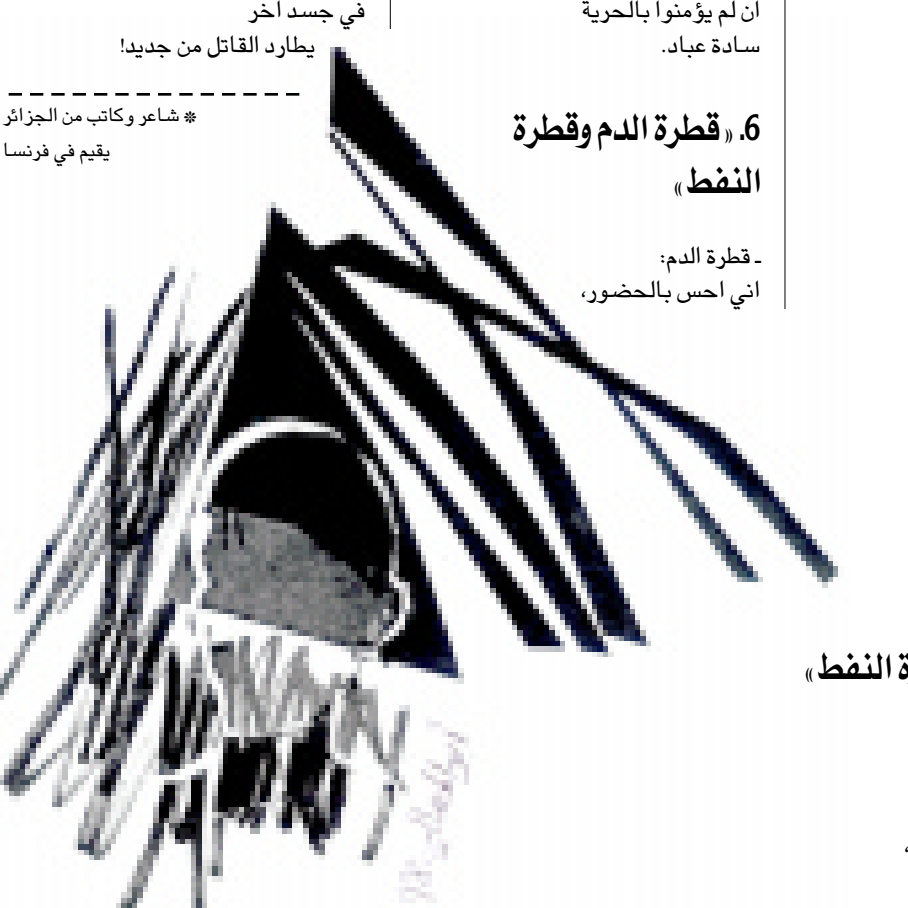 ان لم يؤمنوا بالحرية
سادة عباد.
6. «قطرة الدم وقطرة
النفط»
ـ قطرة الدم:
اني احس بالحضور،
في جسد آخر
يطارد القاتل من جديد!
* شاعر وكاتب من الجزائر
يقيم في فرنسا
النفط»